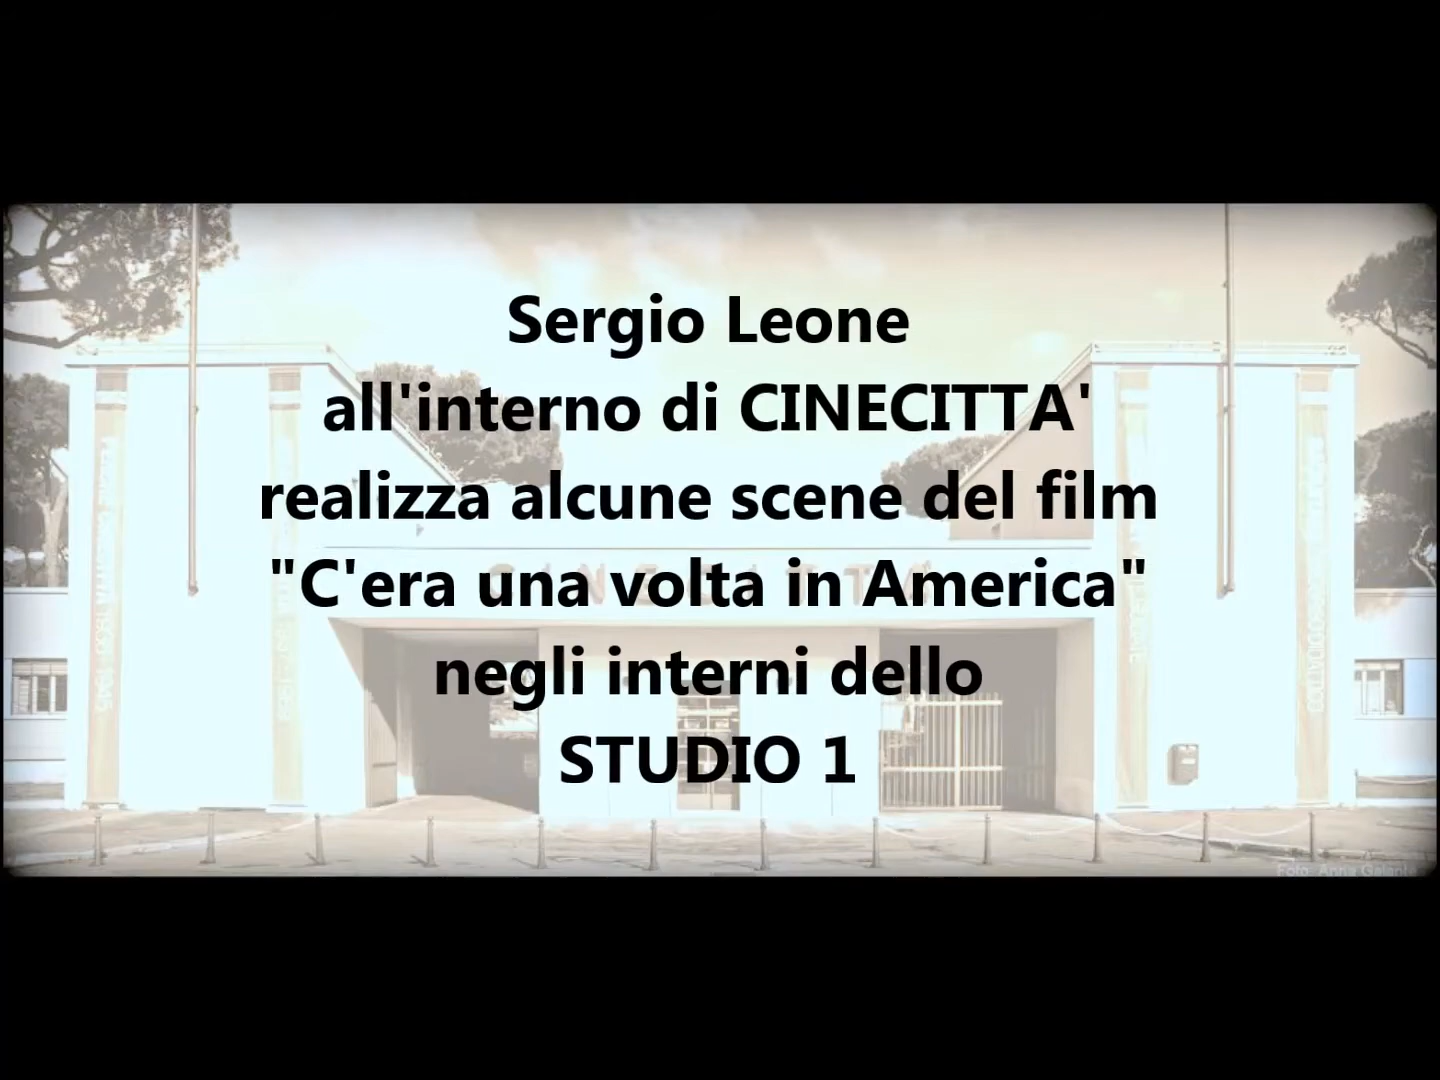 Sergio Leone
all'interno di CINECITTA'
realizza alcune scene del film
"C'era una volta in America"
negli interni dello
STUDIO 1